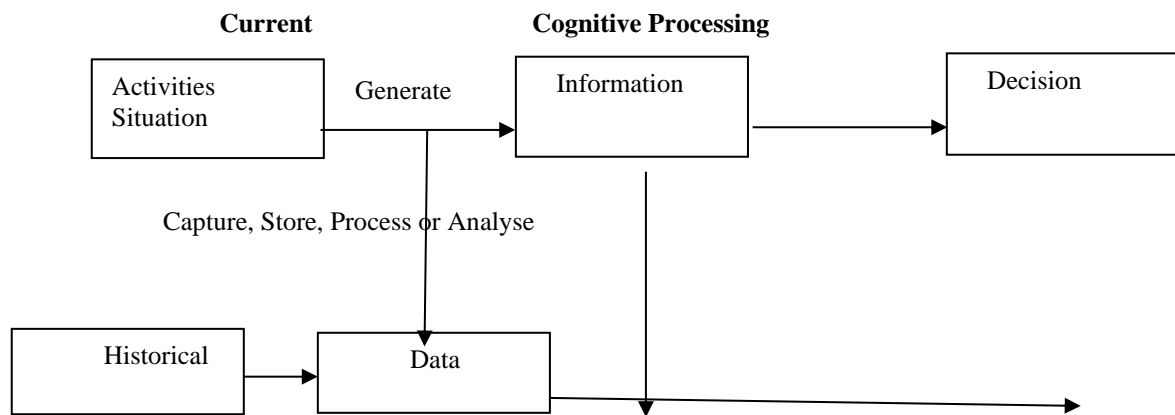 Current
Cognitive Processing
Activities
Situation
Generate
Information
Decision
Capture, Store, Process or Analyse
Historical
Data